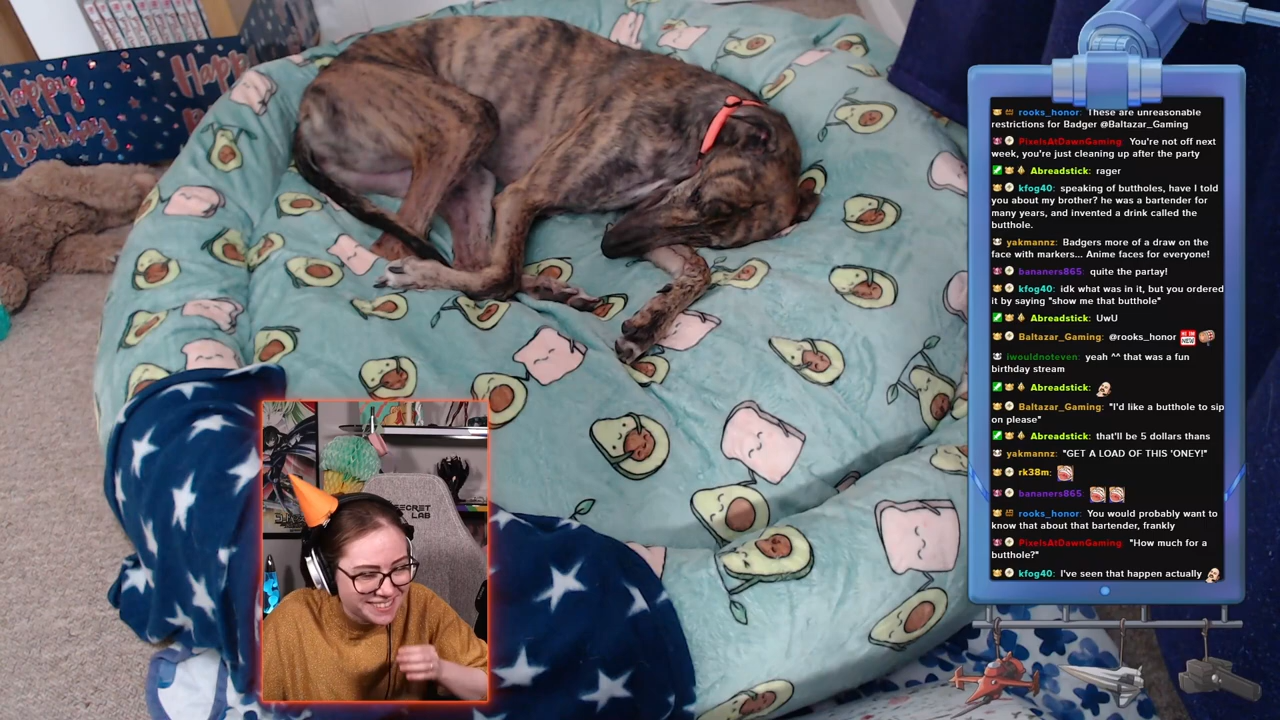 Happy
Birthday
Happy
SECRET
LAB
rooks_honor: These are unreasonable
restrictions for Badger @Baltazar_Gaming
PixelsAtDawnGaming You're not off next
week, you're just cleaning up after the party
Abreadstick: rager
kfog40: speaking of buttholes, have I told
you about my brother? he was a bartender for
many years, and invented a drink called the
butthole.
yakmannz: Badgers more of a draw on the
face with markers... Anime faces for everyone!
bananers865: quite the partay!
kfog40: idk what was in it, but you ordered
it by saying "show me that butthole"
Abreadstick: UwU
Baltazar_Gaming: @rooks_honor
iwouldnoteven: yeah ^^ that was a fun
birthday stream
Abreadstick:
Baltazar_Gaming: "I'd like a butthole to sip
on please"
Abreadstick: that'll be 5 dollars thans
yakmannz: "GET A LOAD OF THIS 'ONEY!"
rk38m:
bananers865:
rooks_honor: You would probably want to
know that about that bartender, frankly
PixelsAtDawnGaming "How much for a
butthole?"
kfog40: I've seen that happen actually